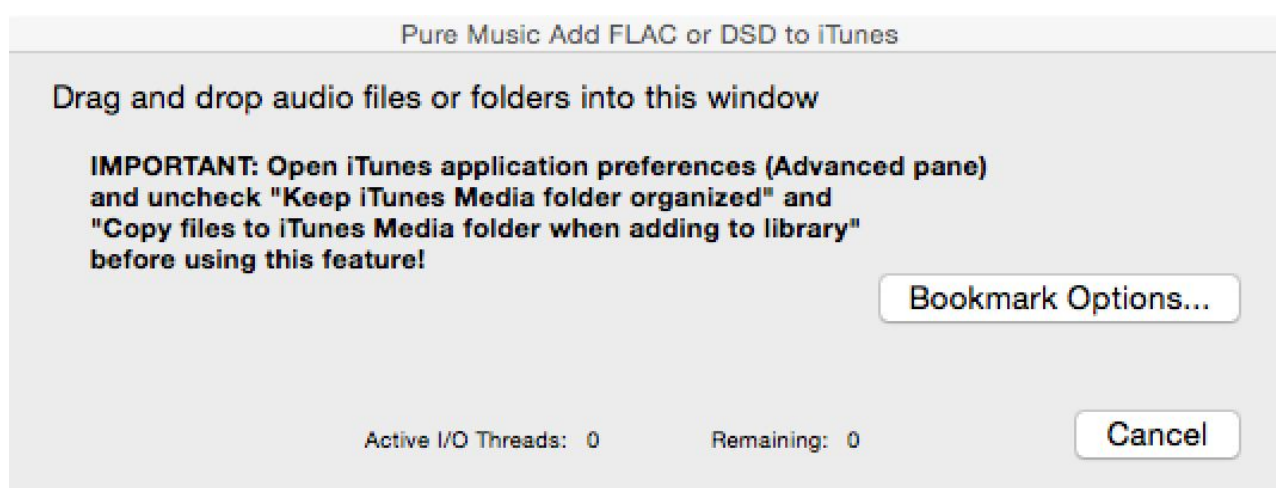 Pure Music Add FLAC or DSD to iTunes
Drag and drop audio files or folders into this window
IMPORTANT: Open iTunes application preferences (Advanced pane)
and uncheck "Keep iTunes Media folder organized" and
"Copy files to iTunes Media folder when adding to library"
before using this feature!
Bookmark Options...
Active I/O Threads: 0 Remaining: 0 Cancel